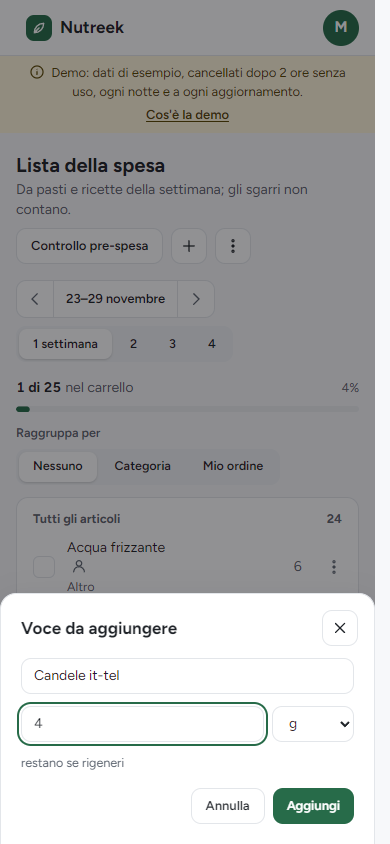 Nutreek
M
Demo: dati di esempio, cancellati dopo 2 ore senza
uso, ogni notte e a ogni aggiornamento.
Cos'è la demo
Lista della spesa
Da pasti e ricette della settimana; gli sgarri non
contano.
Controllo pre-spesa
23–29 novembre
1 settimana 2 3 4
1 di 25 nel carrello 4%
Raggruppa per
Nessuno Categoria Mio ordine
Tutti gli articoli 24
Acqua frizzante
6
Altro
Voce da aggiungere
Candele it-tel
4 g
restano se rigeneri
Annulla Aggiungi